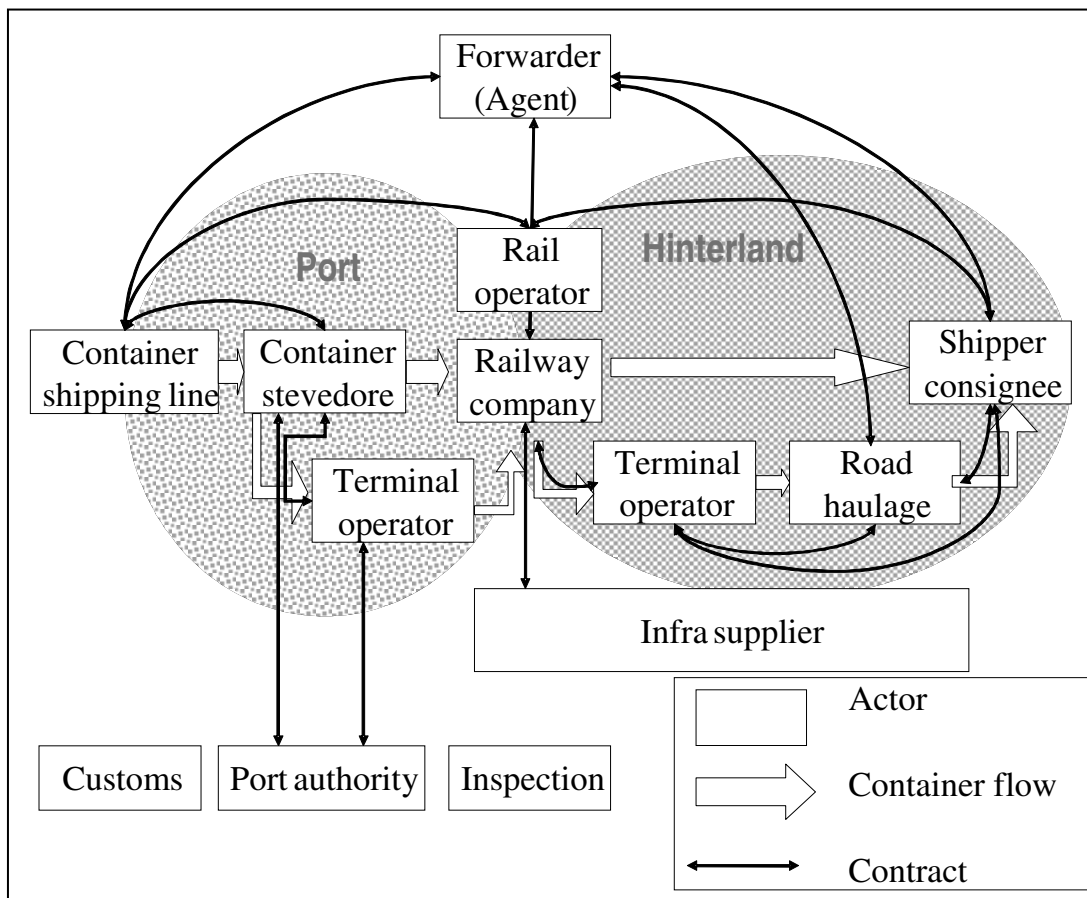 Forwarder
(Agent)
Port
Hinterland
Rail
operator
Container
shipping line
Container
stevedore
Railway
company
Shipper
consignee
Terminal
operator
Terminal
operator
Road
haulage
Infra supplier
Customs
Port authority
Inspection
Actor
Container flow
Contract